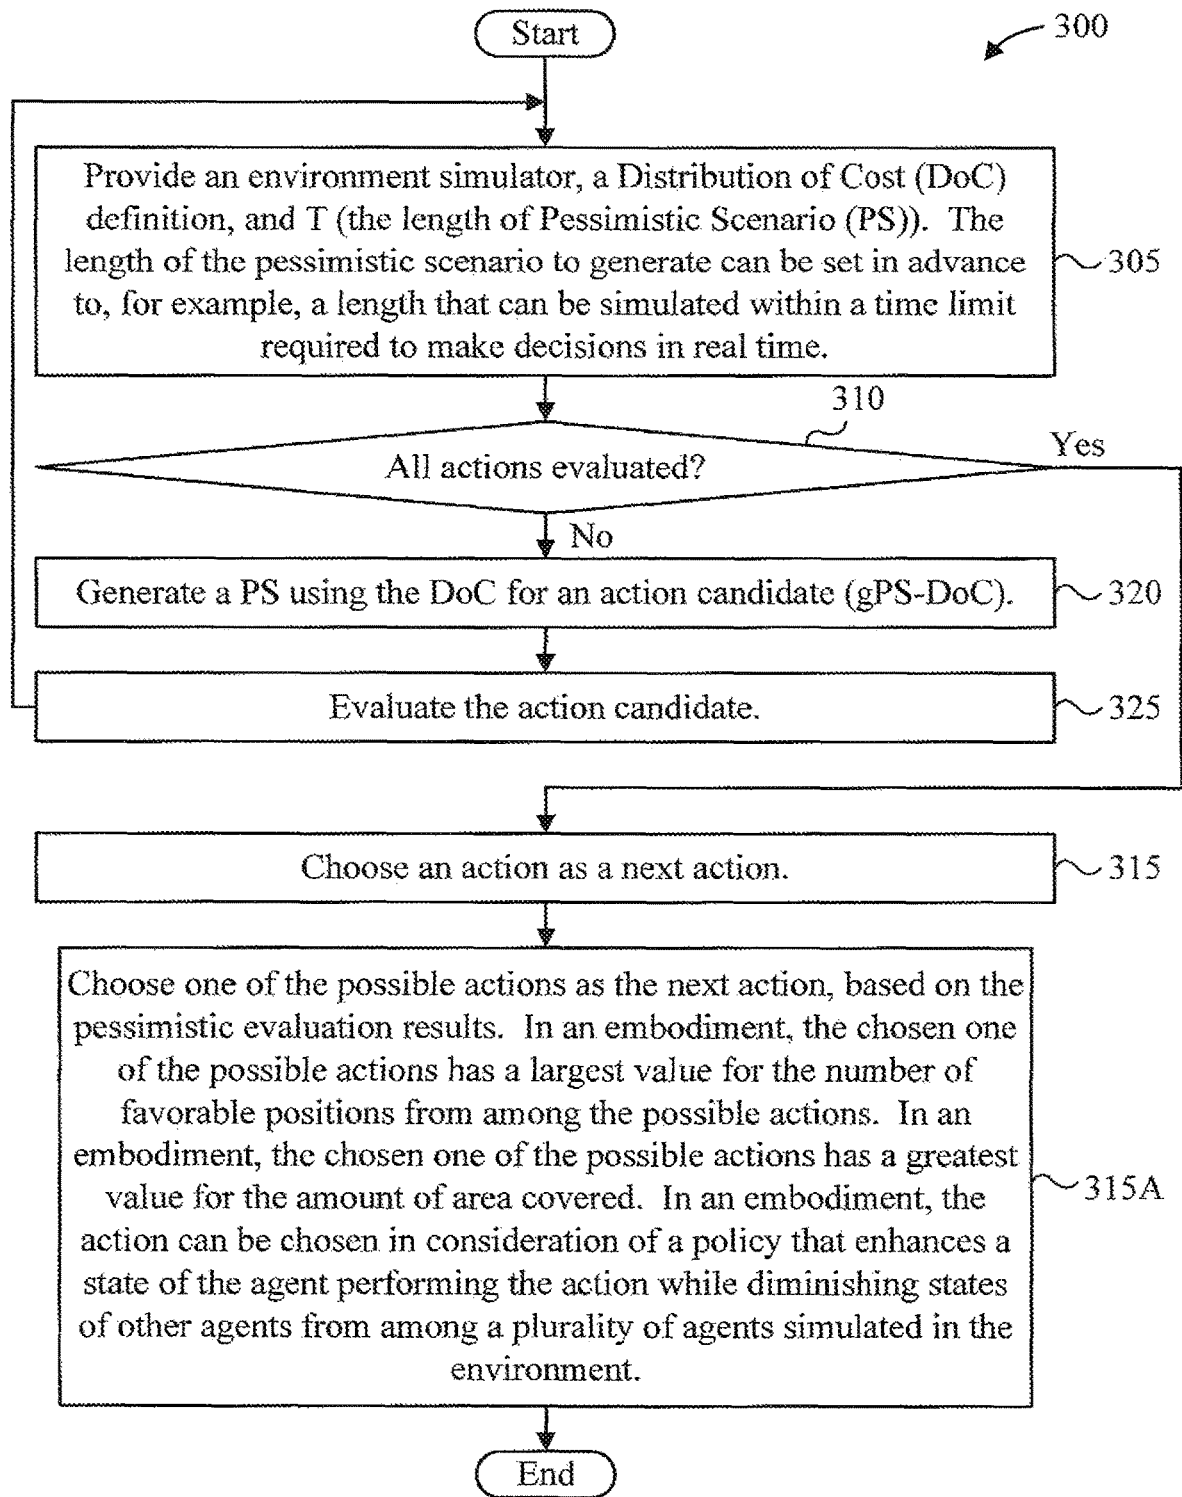 Start
300
Provide an environment simulator, a Distribution of Cost (DoC)
definition, and T (the length of Pessimistic Scenario (PS)). The
length of the pessimistic scenario to generate can be set in advance
to, for example, a length that can be simulated within a time limit
required to make decisions in real time.
305
310
All actions evaluated?
Yes
No
Generate a PS using the DoC for an action candidate (gPS-DoC).
320
Evaluate the action candidate.
325
Choose an action as a next action.
315
Choose one of the possible actions as the next action, based on the
pessimistic evaluation results. In an embodiment, the chosen one
of the possible actions has a largest value for the number of
favorable positions from among the possible actions. In an
embodiment, the chosen one of the possible actions has a greatest
value for the amount of area covered. In an embodiment, the
action can be chosen in consideration of a policy that enhances a
state of the agent performing the action while diminishing states
of other agents from among a plurality of agents simulated in the
environment.
315A
End